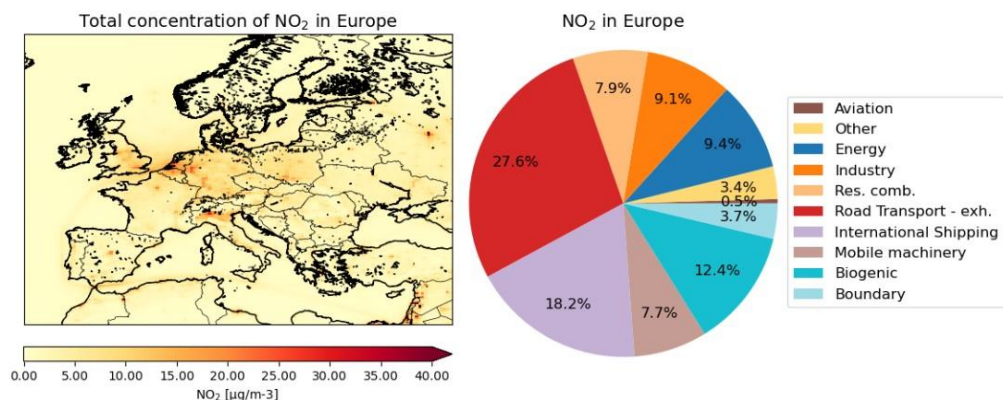 Total concentration of NO₂ in Europe
0.00 5.00 10.00 15.00 20.00 25.00 30.00 35.00 40.00
NO₂ [µg/m-3]
NO₂ in Europe
7.9%
9.1%
9.4%
27.6%
3.4%
0.5%
3.7%
12.4%
18.2%
7.7%
Aviation
Other
Energy
Industry
Res. comb.
Road Transport - exh.
International Shipping
Mobile machinery
Biogenic
Boundary